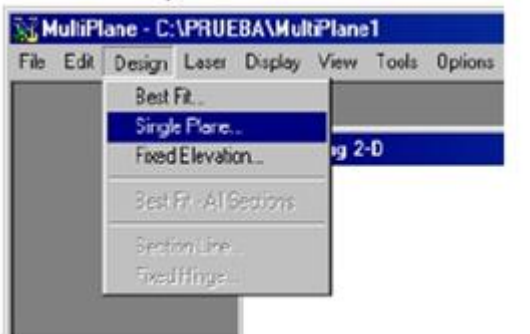 MultiPlane - C:\PRUEBA\MultiPlane1
File Edit Design Laser Display View Tools Options
Best Fit...
Single Plane...
Fixed Elevation...
2-D
Best Fit - All Sections
Section Line...
Fixed Hinge...